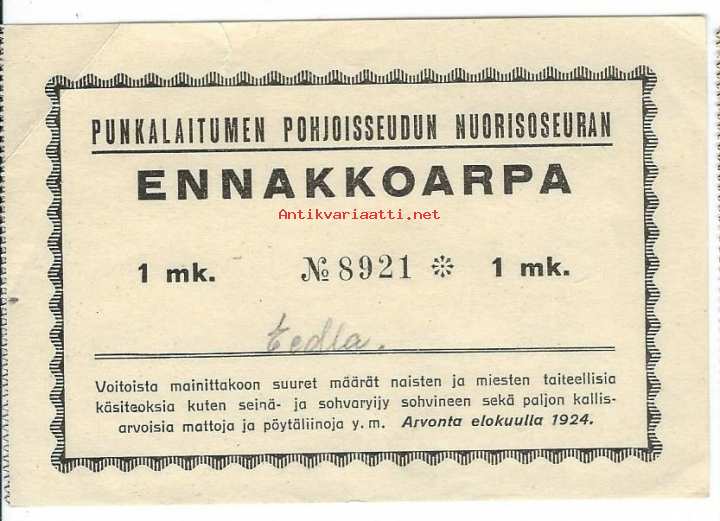 PUNKALAITUMEN POHJOISSEUDUN NUORISOSEURAN
ENNAKKOARPA
Antikvariaatti.net
1 mk. № 8921 * 1 mk.
Voitoista mainittakoon suuret määrät naisten ja miesten taiteellisia
käsiteoksia kuten seinä- ja sohvaryijy sohvineen sekä paljon kallis-
arvoisia mattoja ja pöytäliinoja y. m. Arvonta elokuulla 1924.